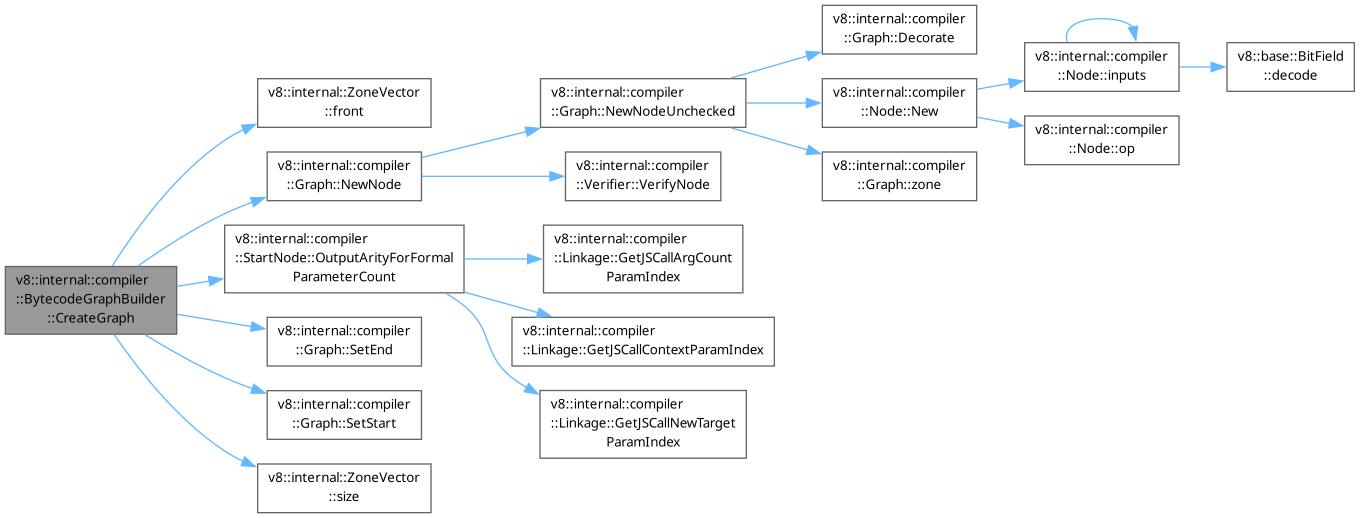 v8::internal::compiler
::BytecodeGraphBuilder
::CreateGraph
v8::internal::ZoneVector
::front
v8::internal::compiler
::Graph::NewNode
v8::internal::compiler
::Graph::NewNodeUnchecked
v8::internal::compiler
::Graph::Decorate
v8::internal::compiler
::Node::New
v8::internal::compiler
::Node::inputs
v8::base::BitField
::decode
v8::internal::compiler
::Node::op
v8::internal::compiler
::Graph::zone
v8::internal::compiler
::Verifier::VerifyNode
v8::internal::compiler
::StartNode::OutputArityForFormal
ParameterCount
v8::internal::compiler
::Linkage::GetJSCallArgCount
ParamIndex
v8::internal::compiler
::Linkage::GetJSCallContextParamIndex
v8::internal::compiler
::Linkage::GetJSCallNewTarget
ParamIndex
v8::internal::compiler
::Graph::SetEnd
v8::internal::compiler
::Graph::SetStart
v8::internal::ZoneVector
::size